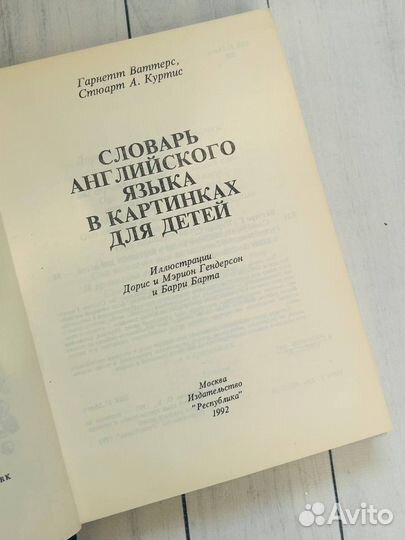 Гарнетт Ваттерс,
Стюарт А. Куртис
СЛОВАРЬ
АНГЛИЙСКОГО
ЯЗЫКА
В КАРТИНКАХ
ДЛЯ ДЕТЕЙ
Иллюстрации
Дорис и Мэрион Гендерсон
и Барри Барта
Москва
Издательство
"Республика"
1992
Avito